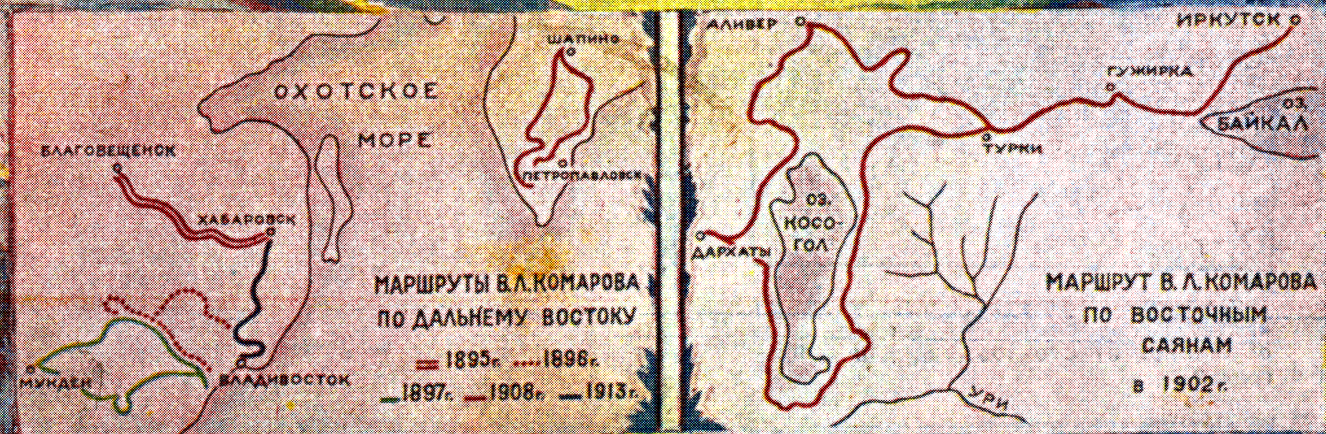 ОХОТСКОЕ
МОРЕ
ШАПИНО
ПЕТРОПАВЛОВСК
БЛАГОВЕЩЕНСК
ХАБАРОВСК
МУКДЕН
ВЛАДИВОСТОК
МАРШРУТЫ В.Л.КОМАРОВА
ПО ДАЛЬНЕМУ ВОСТОКУ
1895г. 1896г.
1897г. 1908г. 1913г.
АЛИБЕР
ИРКУТСК
ГУЖИРКА
ОЗ.
БАЙКАЛ
ТУРКИ
ОЗ.
КОСО-
ГОЛ
ДАРХАТЫ
УРИ
МАРШРУТ В.Л.КОМАРОВА
ПО ВОСТОЧНЫМ
САЯНАМ
в 1902г.